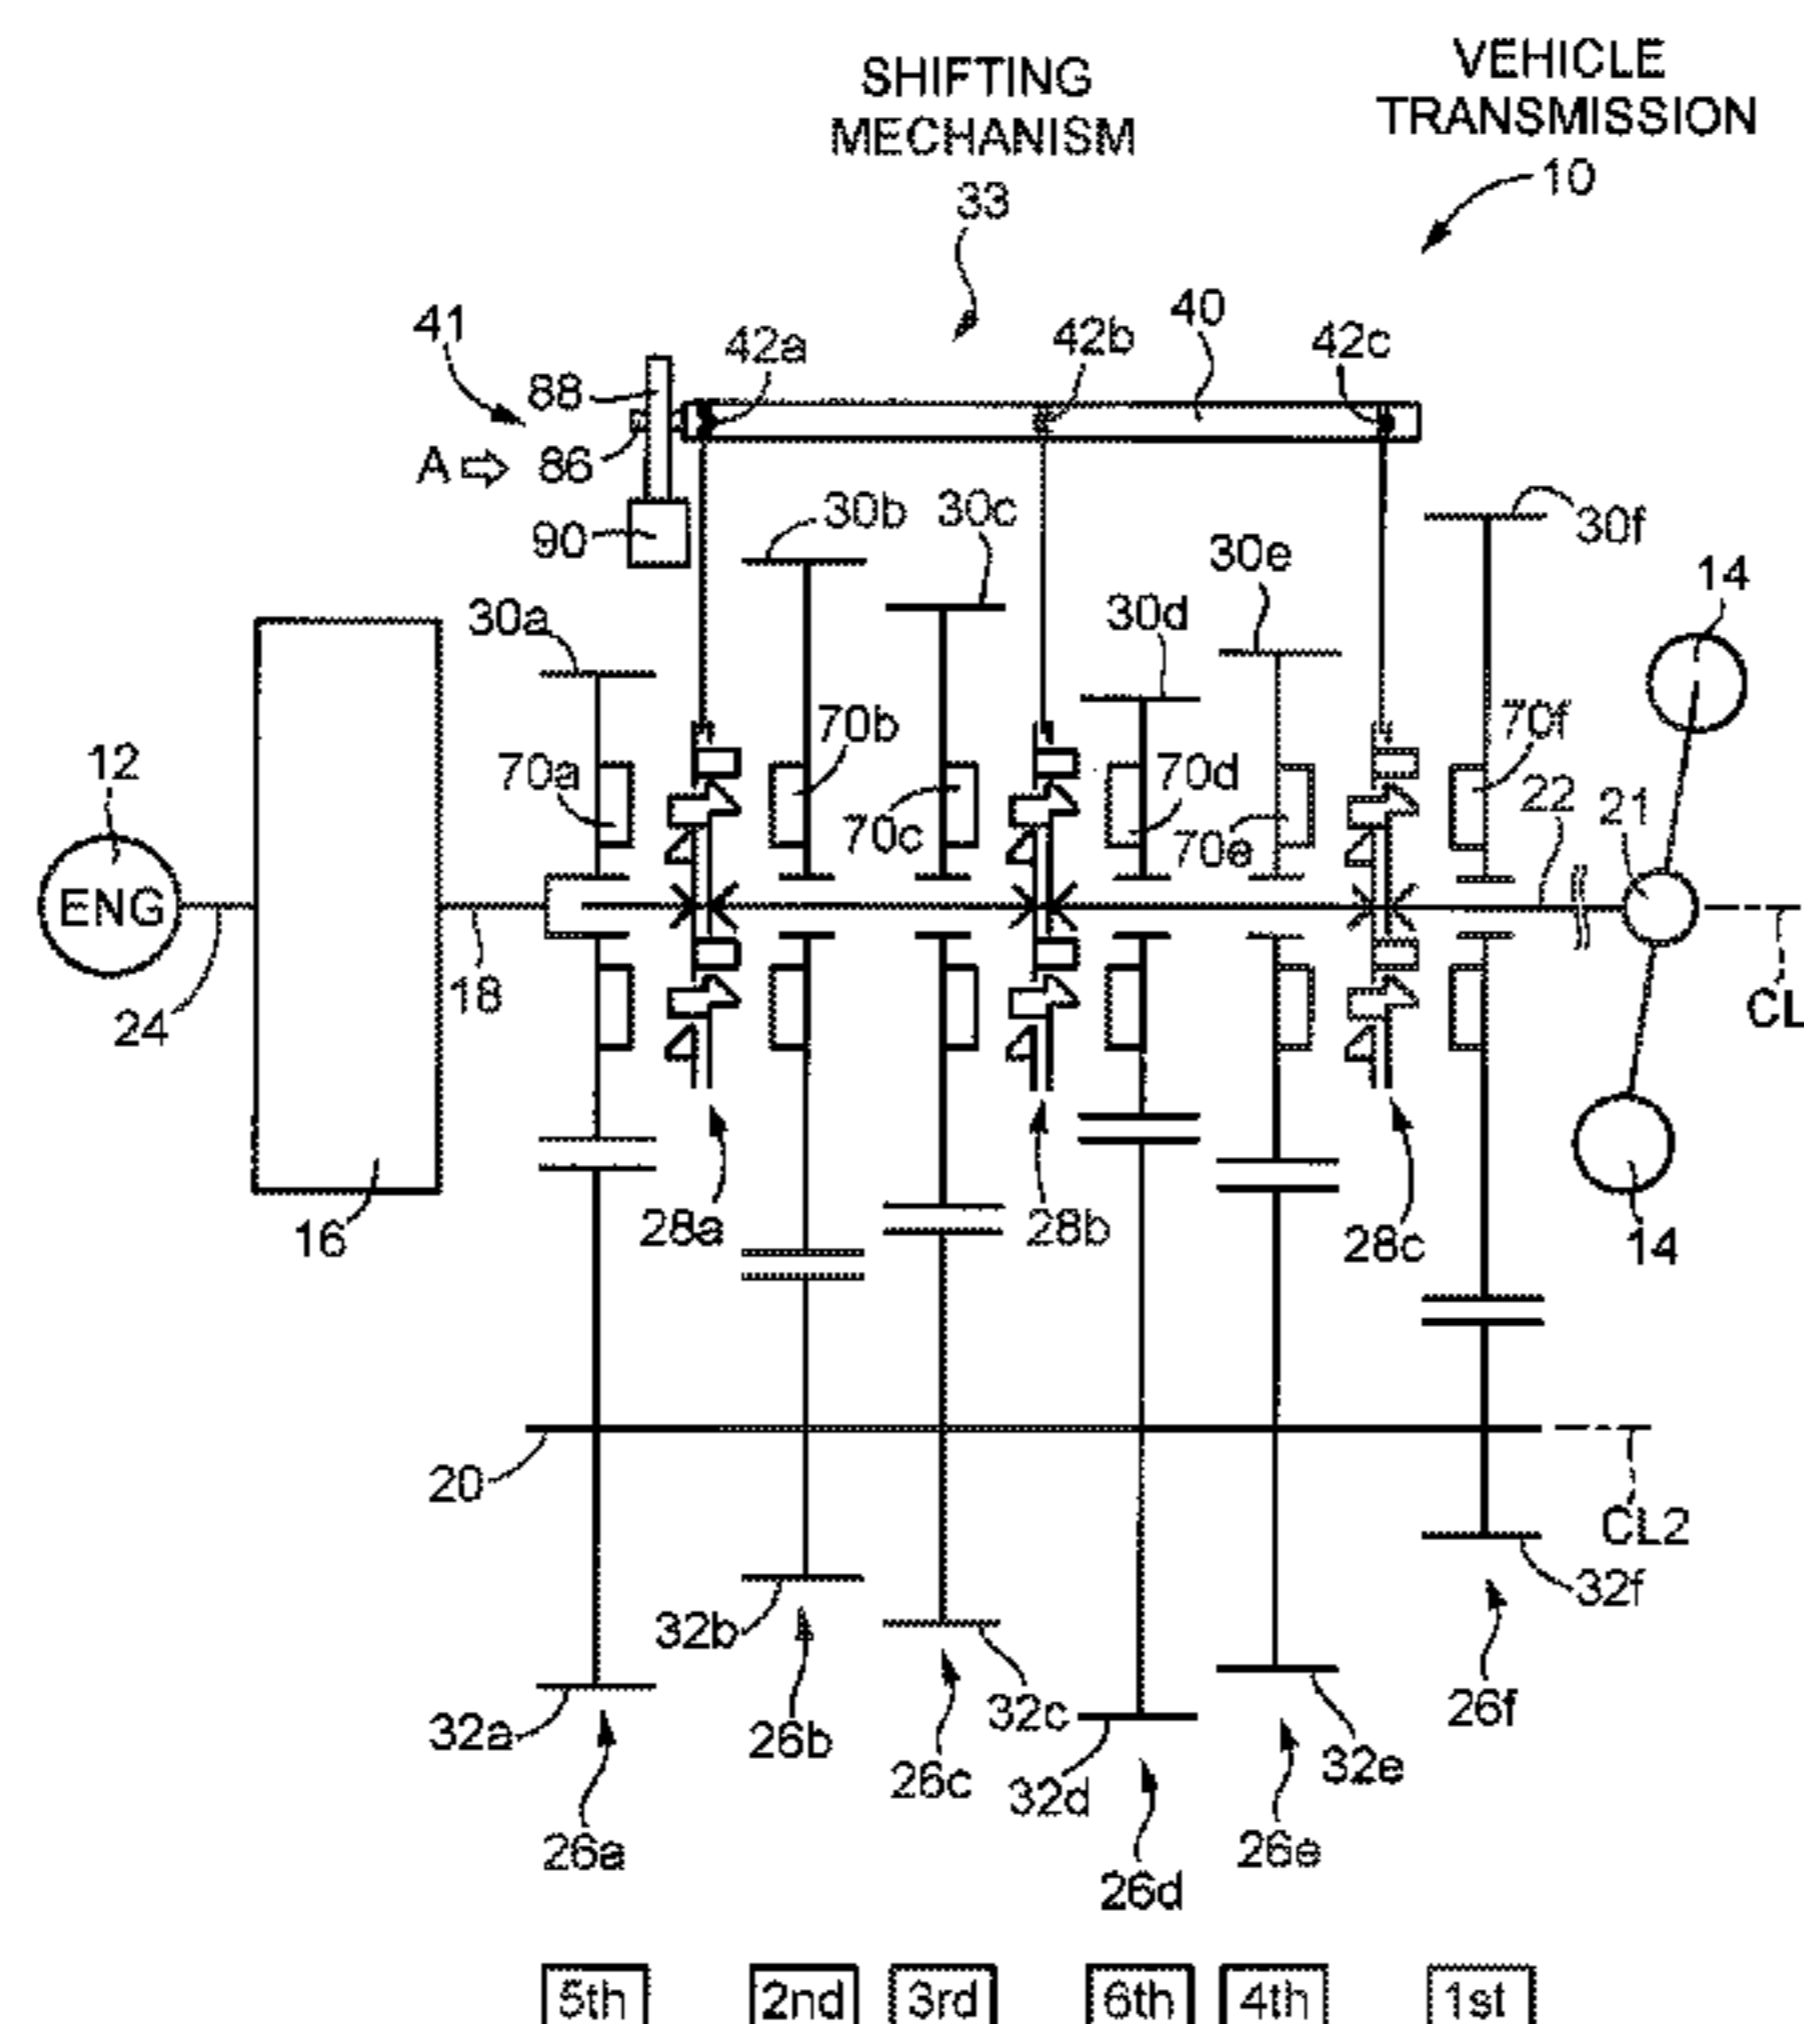 SHIFTING
MECHANISM
33
VEHICLE
TRANSMISSION
10
41
88
42a
42b
40
42c
A
86
90
30b
30c
30e
30f
14
30a
30d
12
70a
70b
70c
70d
70e
70f
22
21
ENG
24
18
CL
16
28a
28b
28c
14
20
CL2
32b
32f
32a
26b
32c
26c
32d
32e
26f
26a
26d
26e
5th
2nd
3rd
6th
4th
1st